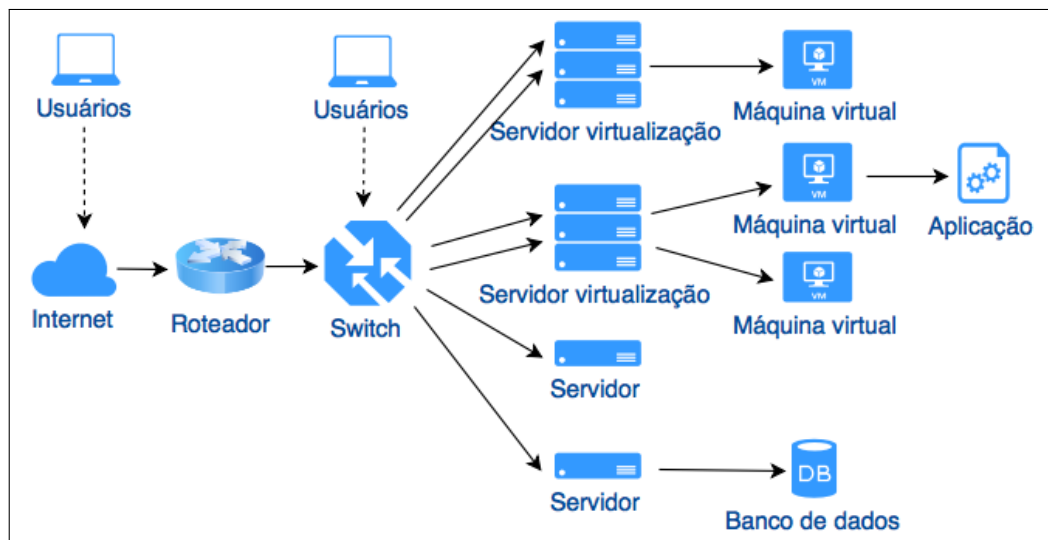 Usuários
Usuários
Servidor virtualização
VM
Máquina virtual
VM
Máquina virtual
Aplicação
Internet
Roteador
Switch
Servidor virtualização
VM
Máquina virtual
Servidor
Servidor
DB
Banco de dados